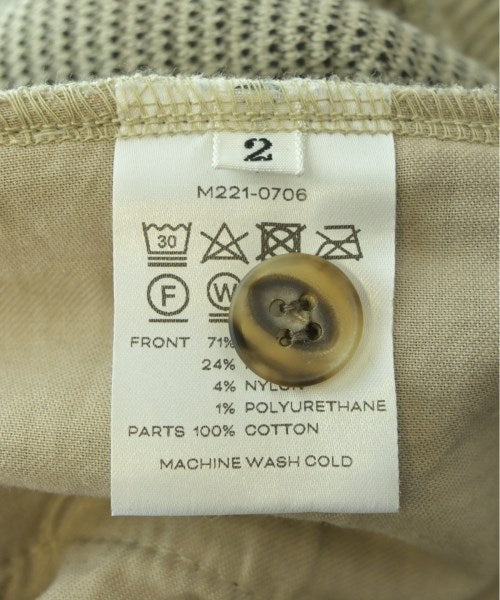 2
M221-0706
30
F W
FRONT 71%
24%
4% NYLON
1% POLYURETHANE
PARTS 100% COTTON
MACHINE WASH COLD